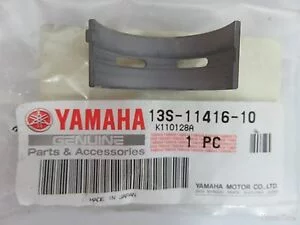 YAMAHA 13S-11416-10
K110128A
GENUINE
Parts & Accessories 1 PC
MADE IN JAPAN
YAMAHA MOTOR CO.,LTD.